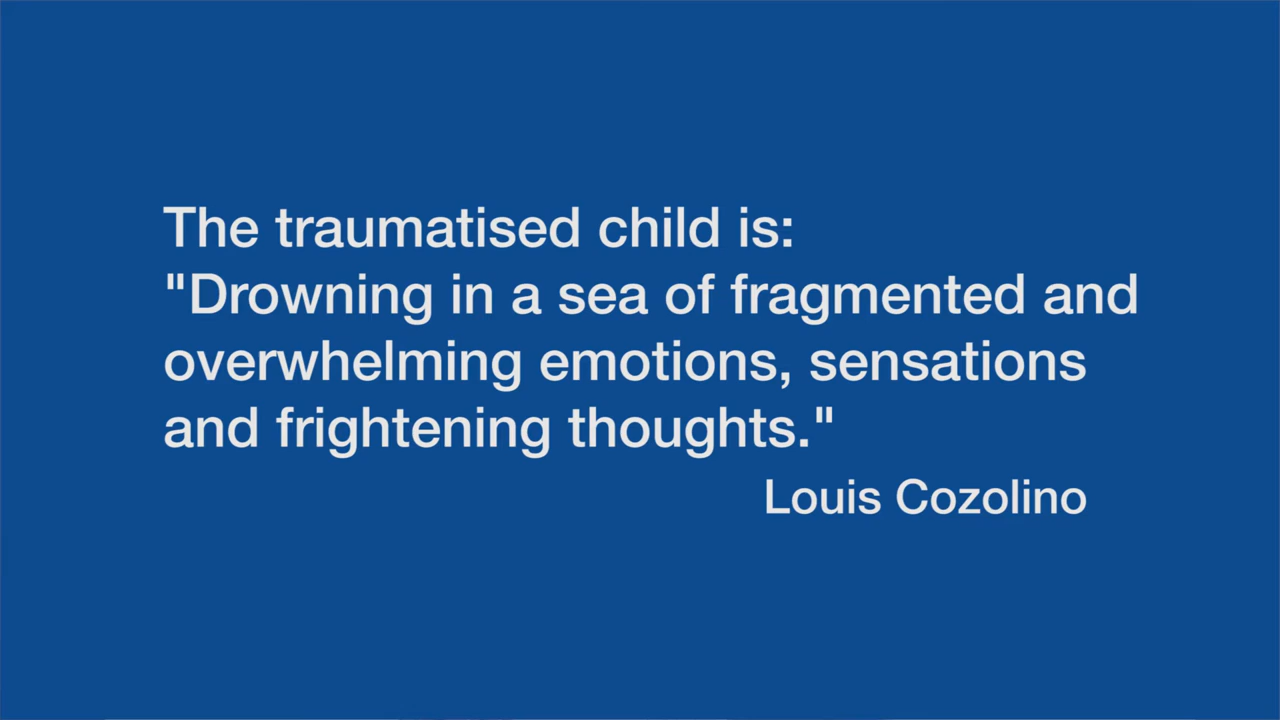 The traumatised child is:
"Drowning in a sea of fragmented and
overwhelming emotions, sensations
and frightening thoughts."
Louis Cozolino